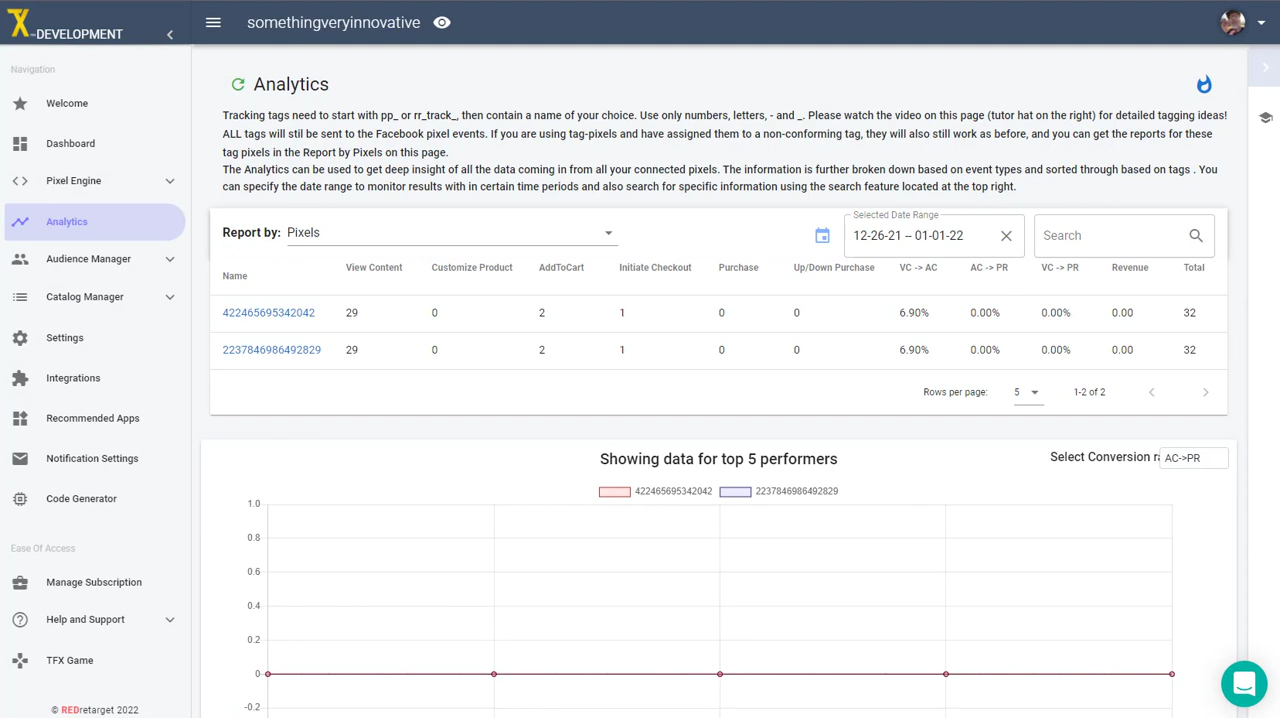 X-DEVELOPMENT
somethingveryinnovative
Navigation
Welcome
Dashboard
Pixel Engine
Analytics
Audience Manager
Catalog Manager
Settings
Integrations
Recommended Apps
Notification Settings
Code Generator
Ease Of Access
Manage Subscription
Help and Support
TFX Game
© REDretarget 2022
Analytics
Tracking tags need to start with pp_ or rr_track_, then contain a name of your choice. Use only numbers, letters, - and _. Please watch the video on this page (tutor hat on the right) for detailed tagging ideas!
ALL tags will stil be sent to the Facebook pixel events. If you are using tag-pixels and have assigned them to a non-conforming tag, they will also still work as before, and you can get the reports for these
tag pixels in the Report by Pixels on this page.
The Analytics can be used to get deep insight of all the data coming in from all your connected pixels. The information is further broken down based on event types and sorted through based on tags . You
can specify the date range to monitor results with in certain time periods and also search for specific information using the search feature located at the top right.
Report by: Pixels
Selected Date Range
12-26-21 -- 01-01-22
Search
Name View Content Customize Product AddToCart Initiate Checkout Purchase Up/Down Purchase VC -> AC AC -> PR VC -> PR Revenue Total
422465695342042 29 0 2 1 0 0 6.90% 0.00% 0.00% 0.00 32
2237846986492829 29 0 2 1 0 0 6.90% 0.00% 0.00% 0.00 32
Rows per page: 5 1-2 of 2
Showing data for top 5 performers
Select Conversion ra AC->PR
422465695342042 2237846986492829
1.0
0.8
0.6
0.4
0.2
0
-0.2